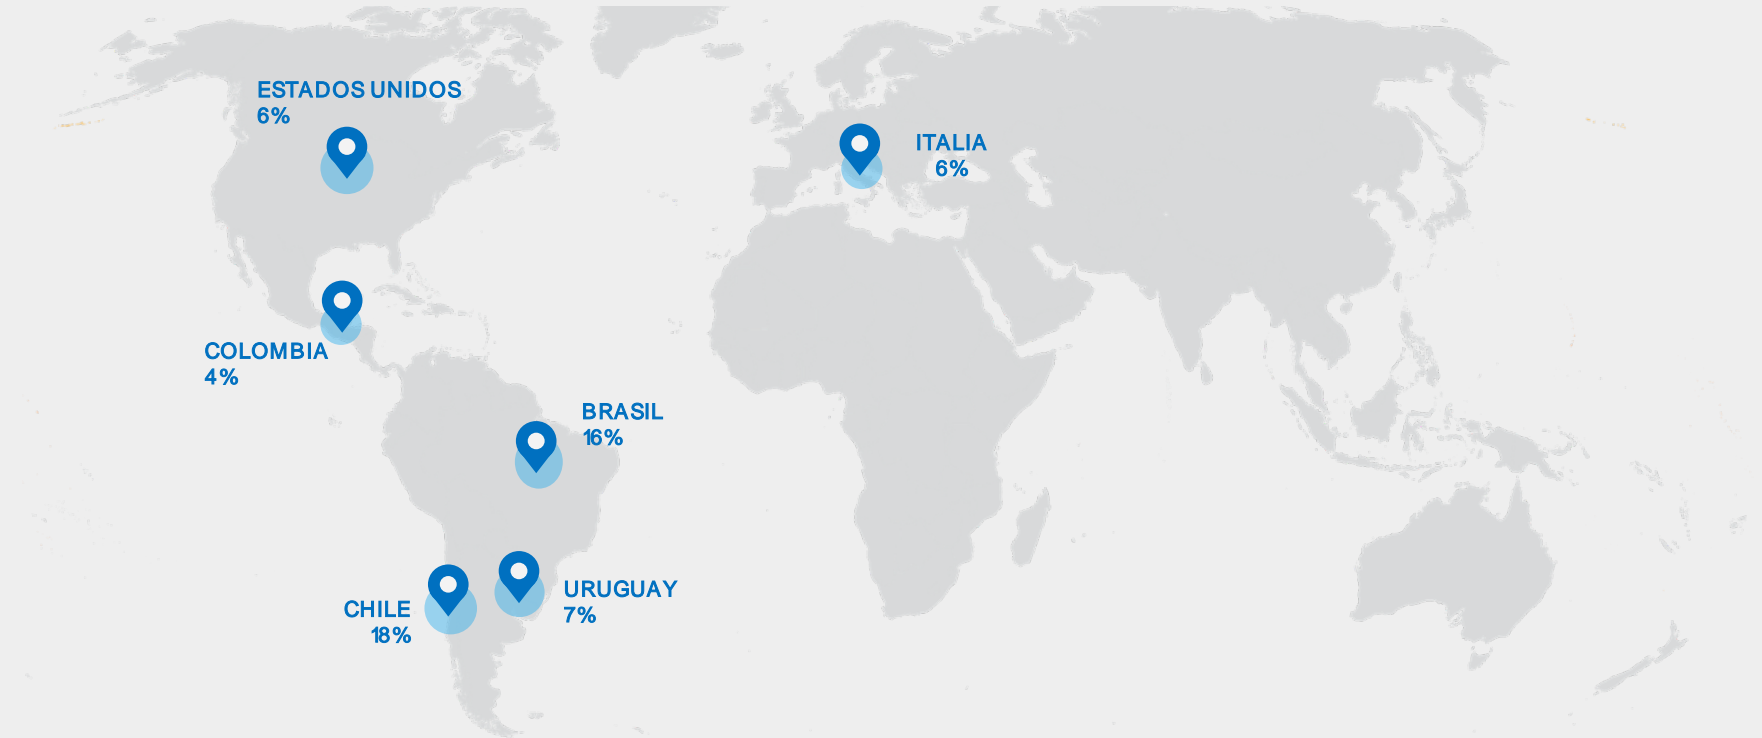 ESTADOS UNIDOS
6%
ITALIA
6%
COLOMBIA
4%
BRASIL
16%
URUGUAY
7%
CHILE
18%